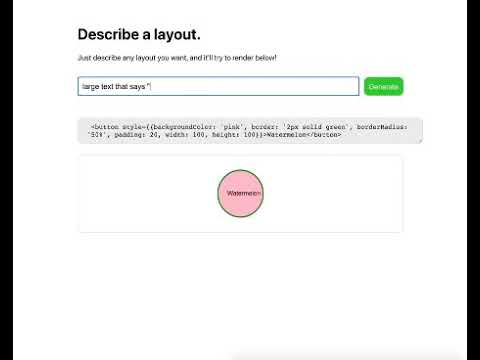 Describe a layout.
Just describe any layout you want, and it'll try to render below!
large text that says "
Generate
<button style={{backgroundColor: 'pink', border: '2px solid green', borderRadius:
'50%', padding: 20, width: 100, height: 100}}>Watermelon</button>
Watermelon